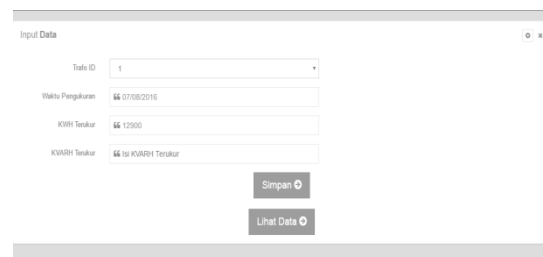 Input Data
Trafo ID 1
Waktu Pengukuran 07/08/2016
KWH Terukur 12900
KVARH Terukur Isi KVARH Terukur
Simpan
Lihat Data